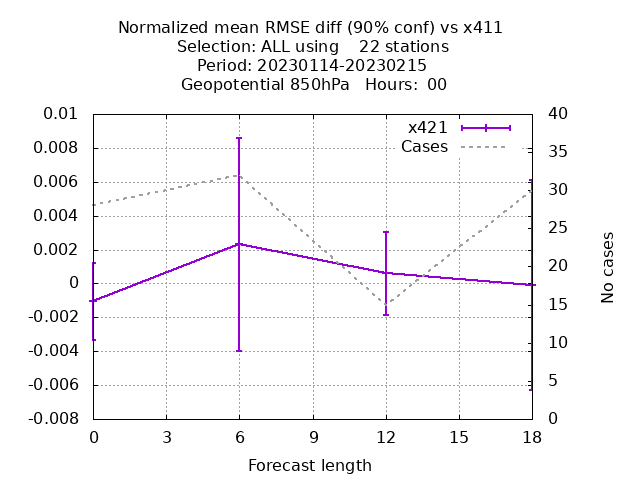 Normalized mean RMSE diff (90% conf) vs x411
Selection: ALL using    22 stations
Period: 20230114-20230215
Geopotential 850hPa   Hours:  00
x421
Cases
0.01
0.008
0.006
0.004
0.002
0
-0.002
-0.004
-0.006
-0.008
40
35
30
25
20
15
10
5
0
No cases
0 3 6 9 12 15 18
Forecast length